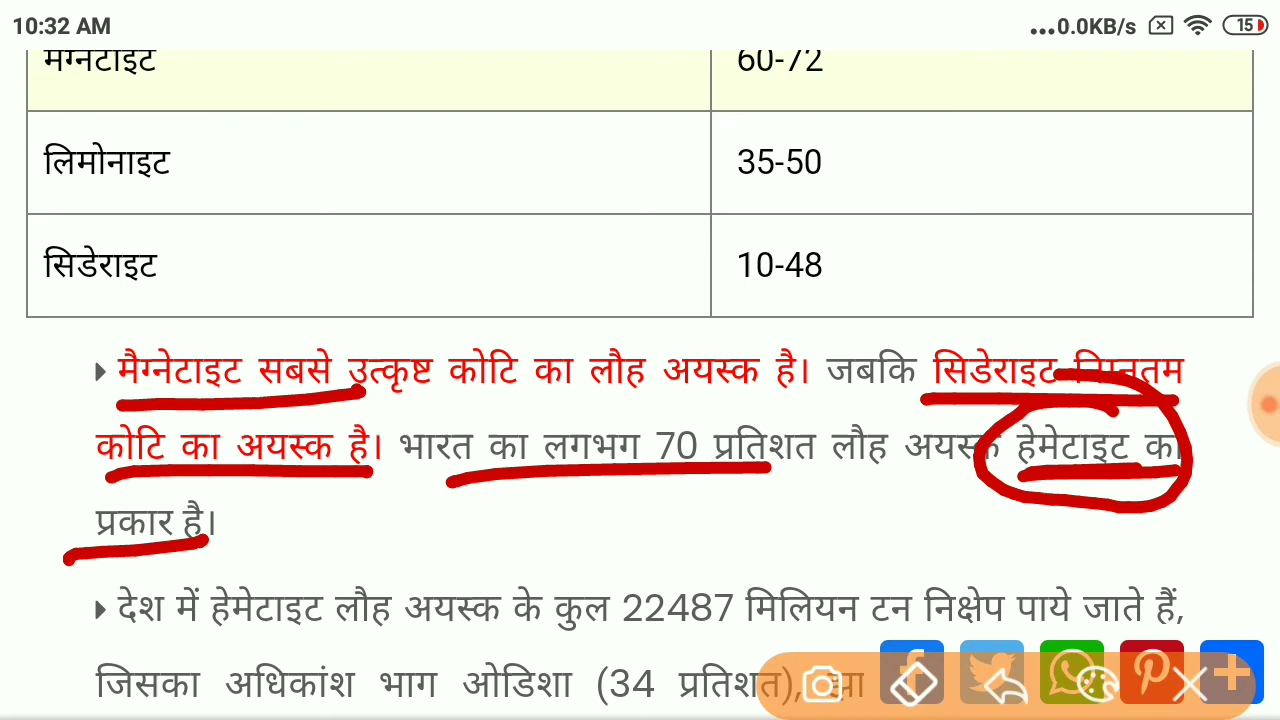 10:32 AM ...0.0KB/s 15
मैग्नेटाइट 60-72
लिमोनाइट 35-50
सिडेराइट 10-48
मैग्नेटाइट सबसे उत्कृष्ट कोटि का लौह अयस्क है। जबकि सिडेराइट निम्नतम
कोटि का अयस्क है। भारत का लगभग 70 प्रतिशत लौह अयस्क हेमेटाइट का
प्रकार है।
देश में हेमेटाइट लौह अयस्क के कुल 22487 मिलियन टन निक्षेप पाये जाते हैं,
जिसका अधिकांश भाग ओडिशा (34 प्रतिशत), झा